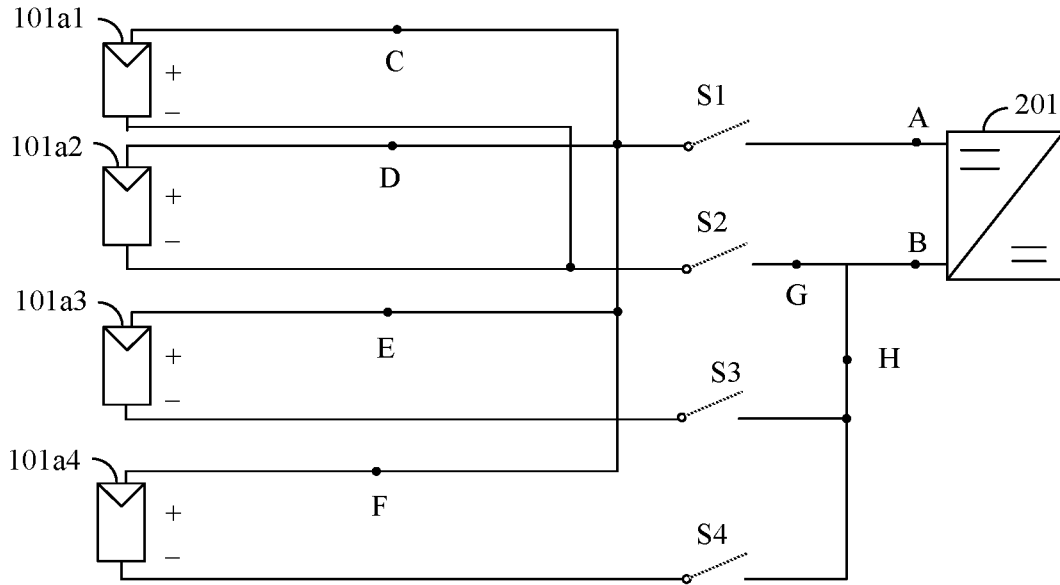 101a1
+
–
C
S1
A
201
101a2
+
–
D
S2
B
G
101a3
+
–
E
H
S3
101a4
+
–
F
S4